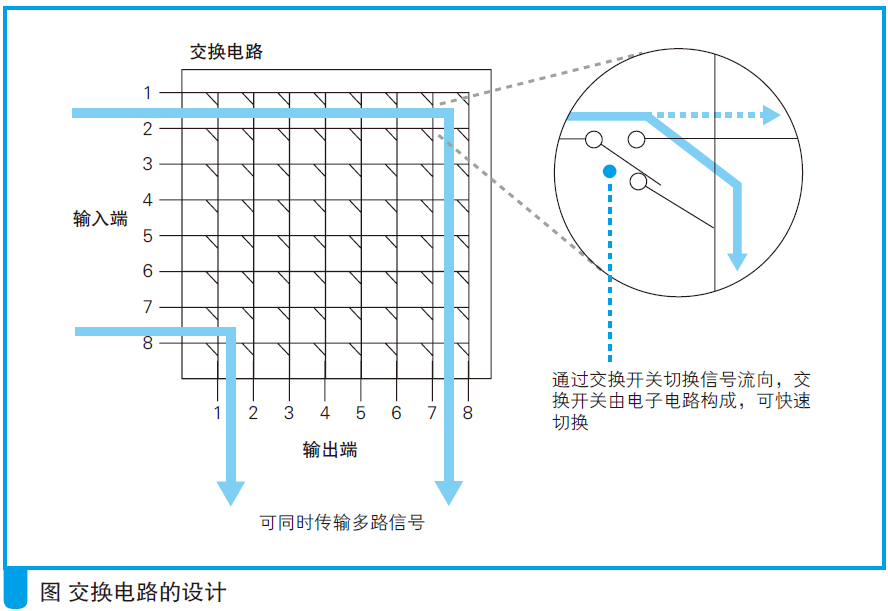 交换电路
1
2
3
4
输入端
5
6
7
8
1 2 3 4 5 6 7 8
输出端
可同时传输多路信号
通过交换开关切换信号流向，交
换开关由电子电路构成，可快速
切换
图 交换电路的设计